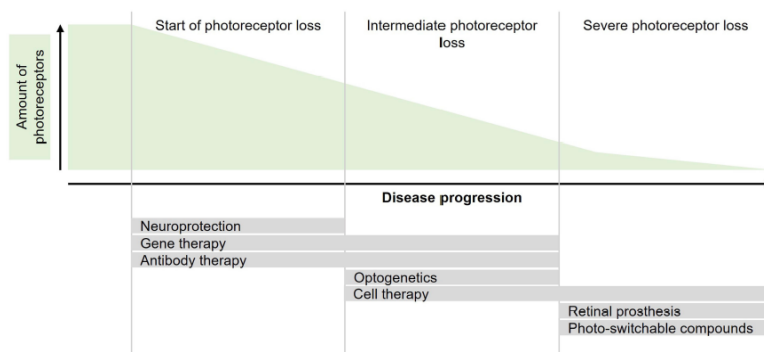 Start of photoreceptor loss
Intermediate photoreceptor
loss
Severe photoreceptor loss
Amount of
photoreceptors
Disease progression
Neuroprotection
Gene therapy
Antibody therapy
Optogenetics
Cell therapy
Retinal prosthesis
Photo-switchable compounds